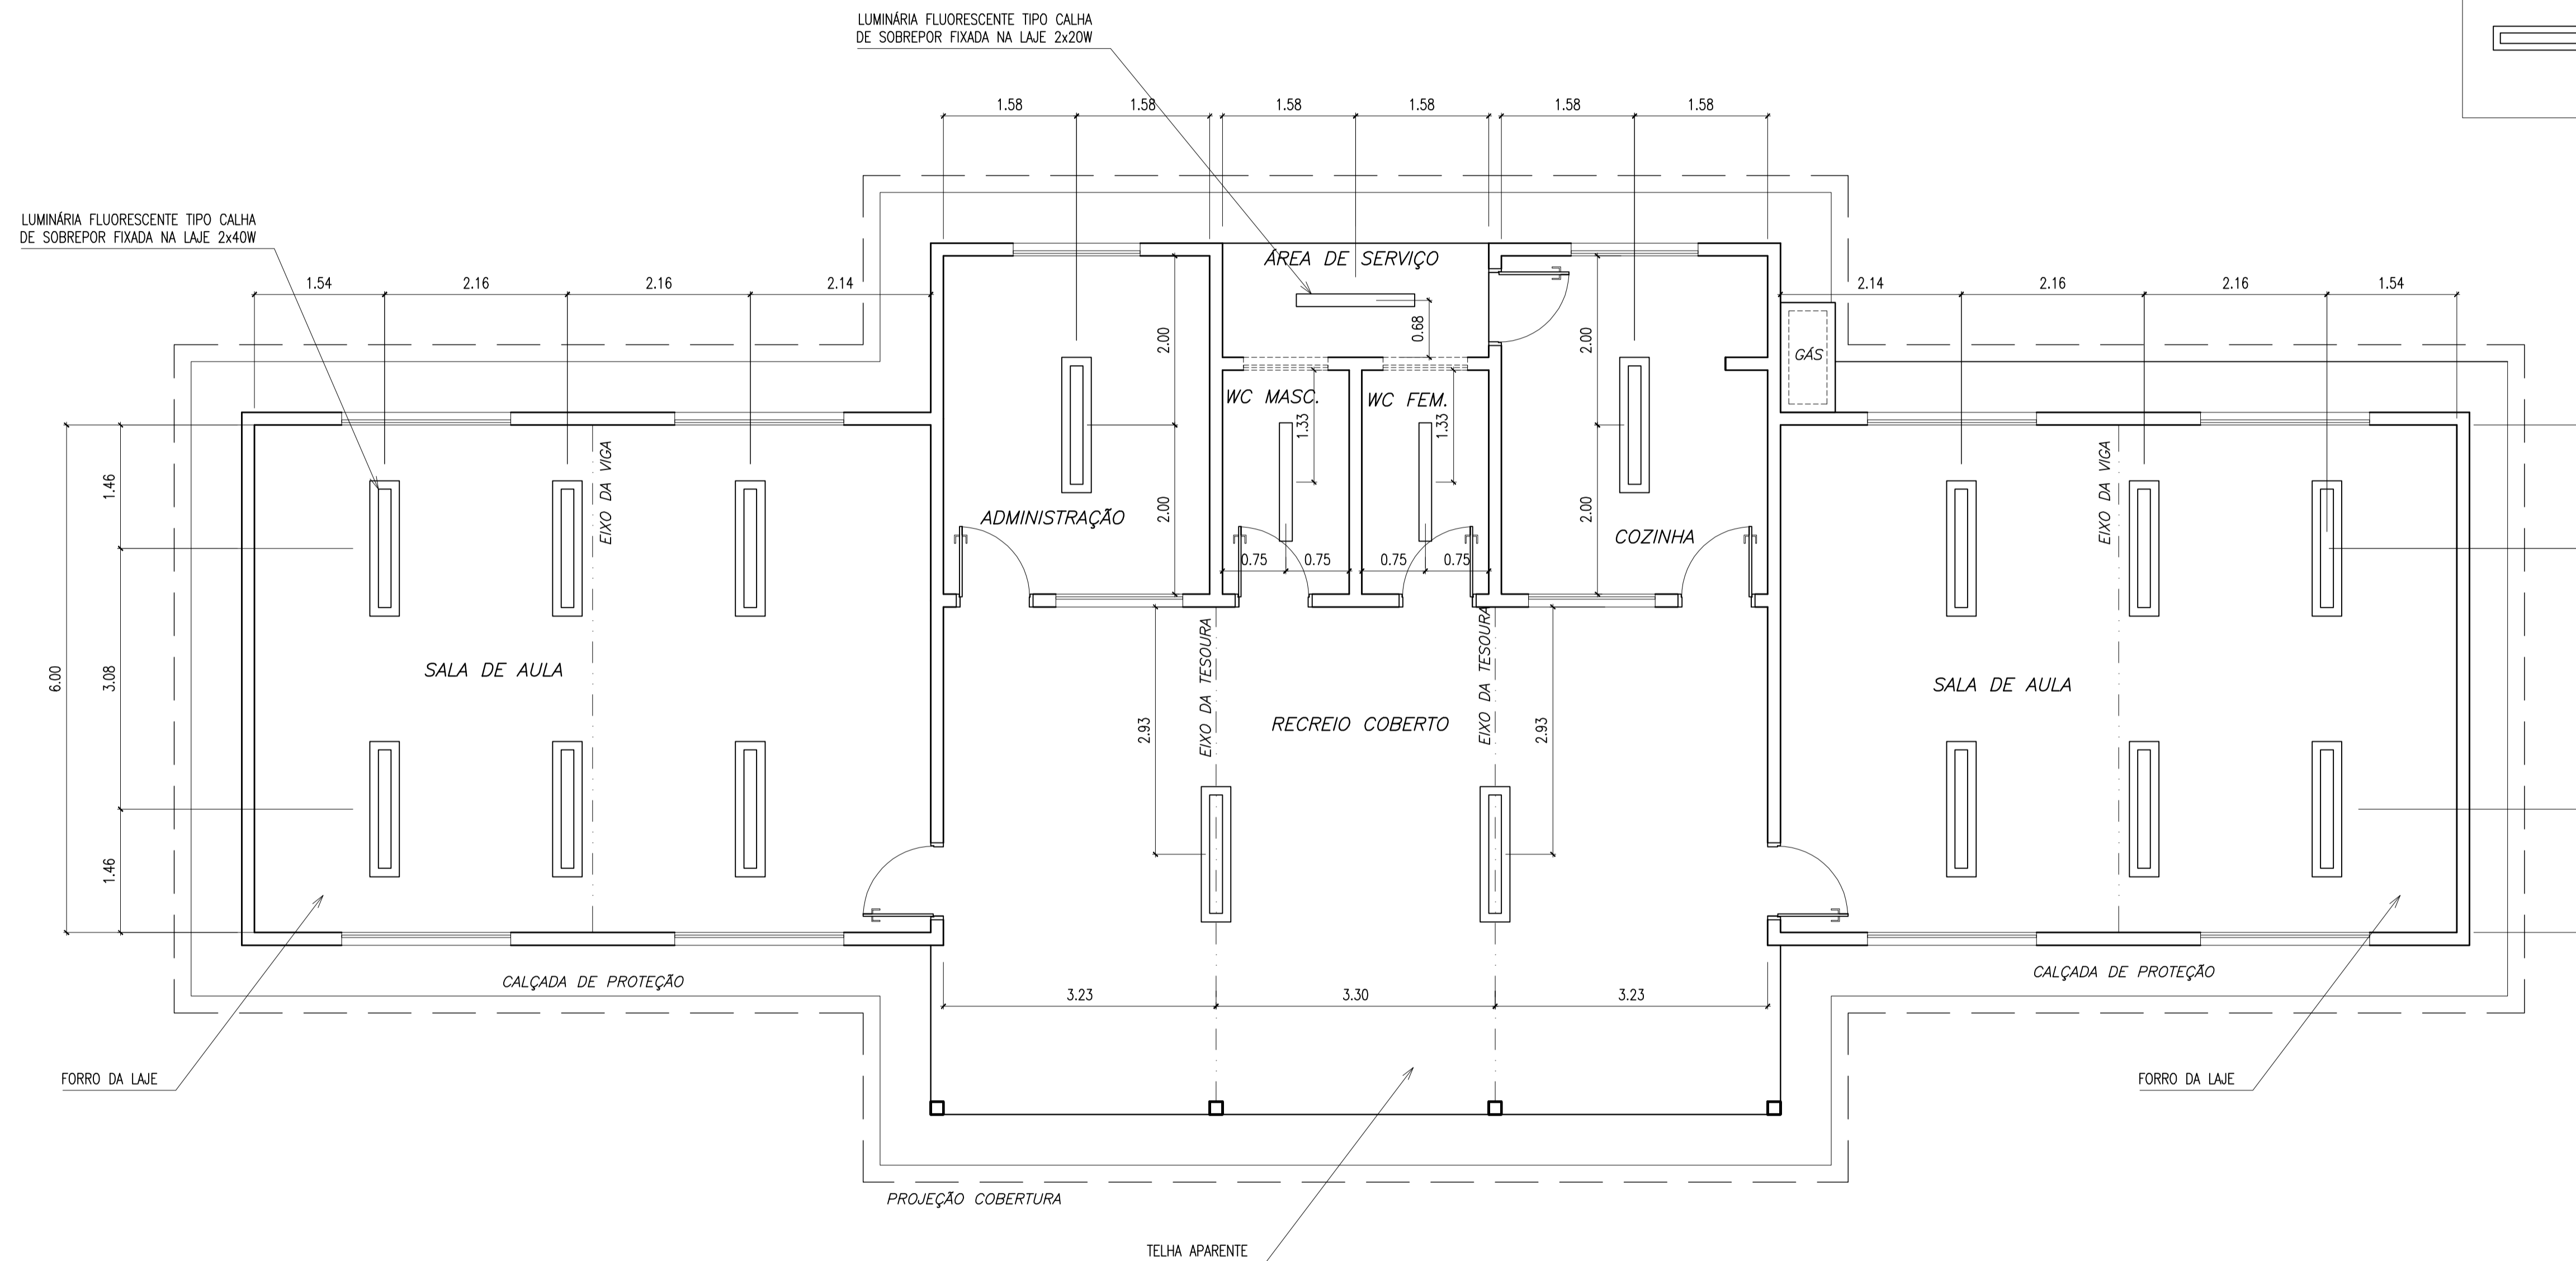 LUMINÁRIA FLUORESCENTE TIPO CALHA
DE SOBREPOR FIXADA NA LAJE 2x20W
1.58
1.58
1.58
1.58
1.58
1.58
LUMINÁRIA FLUORESCENTE TIPO CALHA
DE SOBREPOR FIXADA NA LAJE 2x40W
ÁREA DE SERVIÇO
1.54
2.16
2.16
2.14
2.14
2.16
2.16
1.54
2.00
0.68
2.00
GÁS
WC MASC.
WC FEM.
1.33
1.33
EIXO DA VIGA
EIXO DA VIGA
1.46
2.00
2.00
ADMINISTRAÇÃO
COZINHA
0.75
0.75
0.75
0.75
6.00
3.08
SALA DE AULA
EIXO DA TESOURA
EIXO DA TESOURA
SALA DE AULA
2.93
RECREIO COBERTO
2.93
1.46
CALÇADA DE PROTEÇÃO
CALÇADA DE PROTEÇÃO
3.23
3.30
3.23
FORRO DA LAJE
FORRO DA LAJE
PROJEÇÃO COBERTURA
TELHA APARENTE